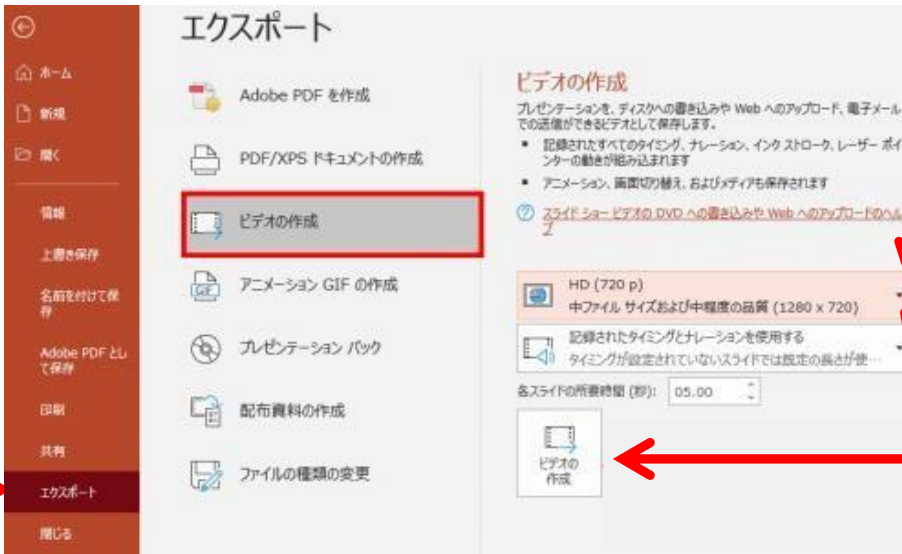 エクスポート
ホーム
新規
開く
情報
上書き保存
名前を付けて保
存
Adobe PDF とし
て保存
印刷
共有
エクスポート
閉じる
Adobe PDF を作成
PDF/XPS ドキュメントの作成
ビデオの作成
アニメーション GIF の作成
GIF
プレゼンテーション パック
配布資料の作成
ファイルの種類の変更
ビデオの作成
プレゼンテーションを、ディスクへの書き込みや Web へのアップロード、電子メール
での送信ができるビデオとして保存します。
▪ 記録されたすべてのタイミング、ナレーション、インク ストローク、レーザー ポイ
ンターの動きが組み込まれます
▪ アニメーション、画面切り替え、およびメディアも保存されます
スライド ショー ビデオの DVD への書き込みや Web へのアップロードのヘル
プ
HD (720 p)
中ファイル サイズおよび中程度の品質 (1280 x 720)
記録されたタイミングとナレーションを使用する
タイミングが設定されていないスライドでは既定の長さが使…
各スライドの所要時間 (秒): 05.00
ビデオの
作成